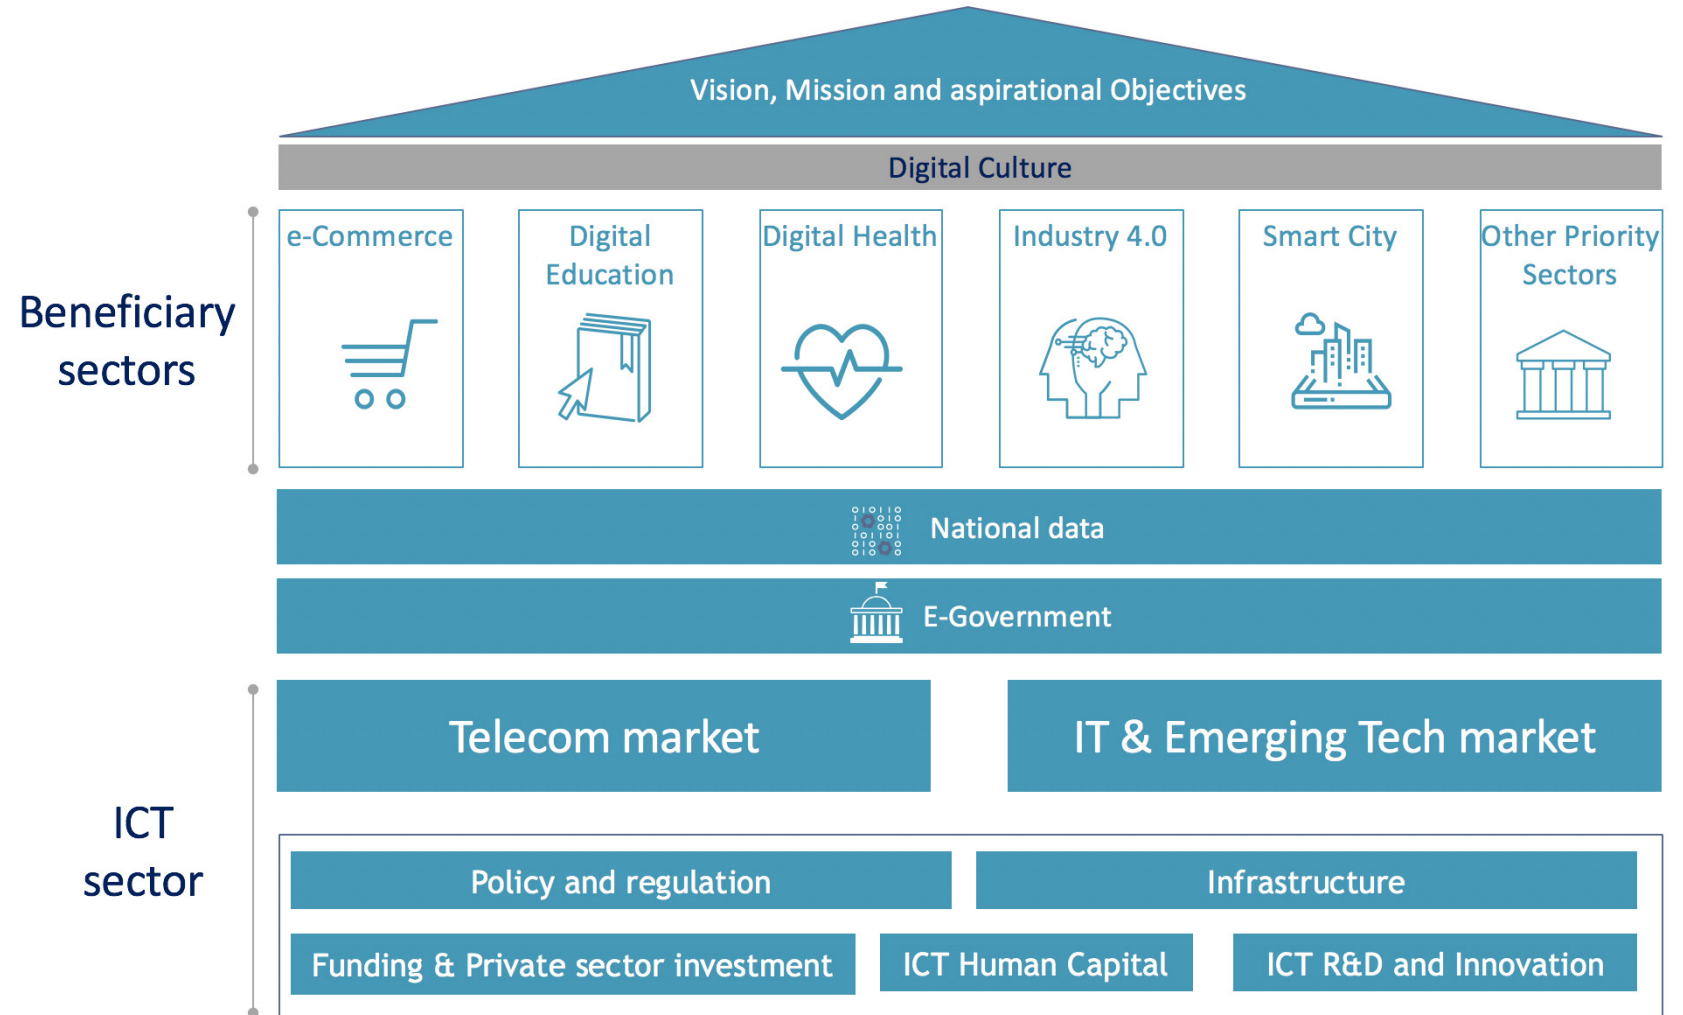 Vision, Mission and aspirational Objectives
Digital Culture
Beneficiary
sectors
e-Commerce
Digital
Education
Digital Health
Industry 4.0
Smart City
Other Priority
Sectors
National data
E-Government
ICT
sector
Telecom market
IT & Emerging Tech market
Policy and regulation
Infrastructure
Funding & Private sector investment
ICT Human Capital
ICT R&D and Innovation